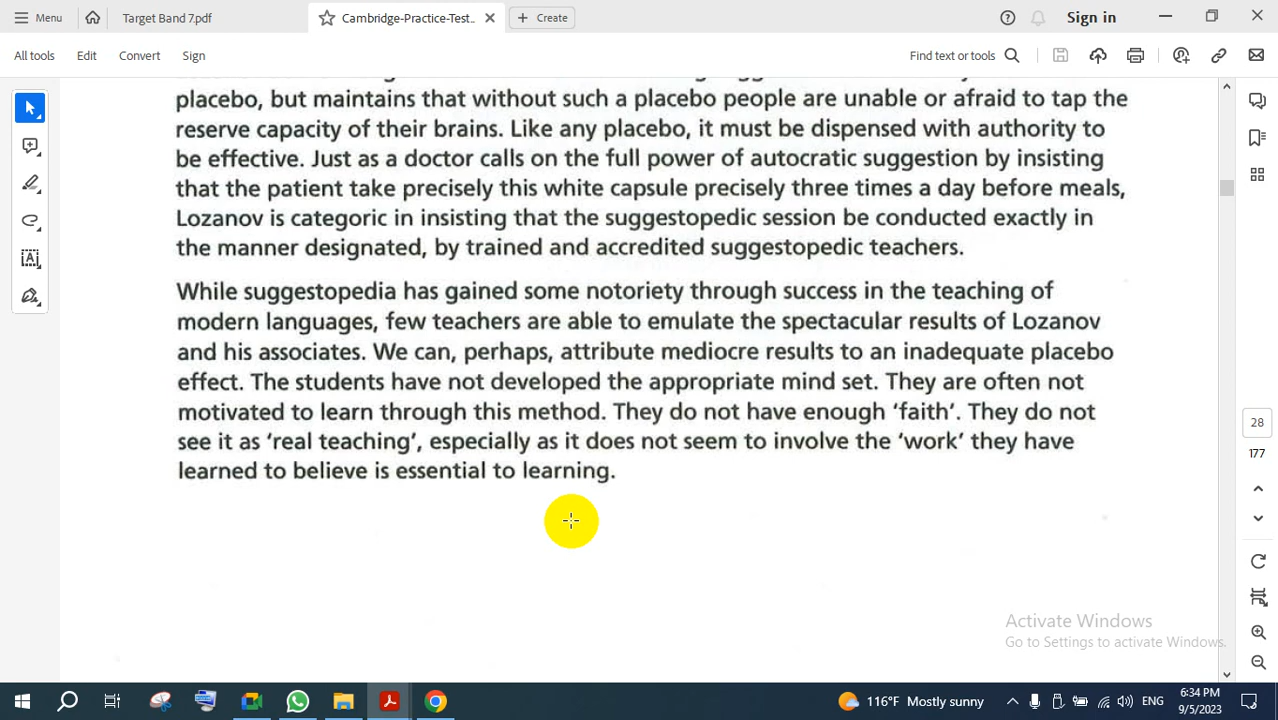 Menu
Target Band 7.pdf
Cambridge-Practice-Test...
Create
Sign in
All tools
Edit
Convert
Sign
Find text or tools
placebo, but maintains that without such a placebo people are unable or afraid to tap the
reserve capacity of their brains. Like any placebo, it must be dispensed with authority to
be effective. Just as a doctor calls on the full power of autocratic suggestion by insisting
that the patient take precisely this white capsule precisely three times a day before meals,
Lozanov is categoric in insisting that the suggestopedic session be conducted exactly in
the manner designated, by trained and accredited suggestopedic teachers.
While suggestopedia has gained some notoriety through success in the teaching of
modern languages, few teachers are able to emulate the spectacular results of Lozanov
and his associates. We can, perhaps, attribute mediocre results to an inadequate placebo
effect. The students have not developed the appropriate mind set. They are often not
motivated to learn through this method. They do not have enough ‘faith’. They do not
see it as ‘real teaching’, especially as it does not seem to involve the ‘work’ they have
learned to believe is essential to learning.
28
177
Activate Windows
Go to Settings to activate Windows.
116°F Mostly sunny
ENG
6:34 PM
9/5/2023